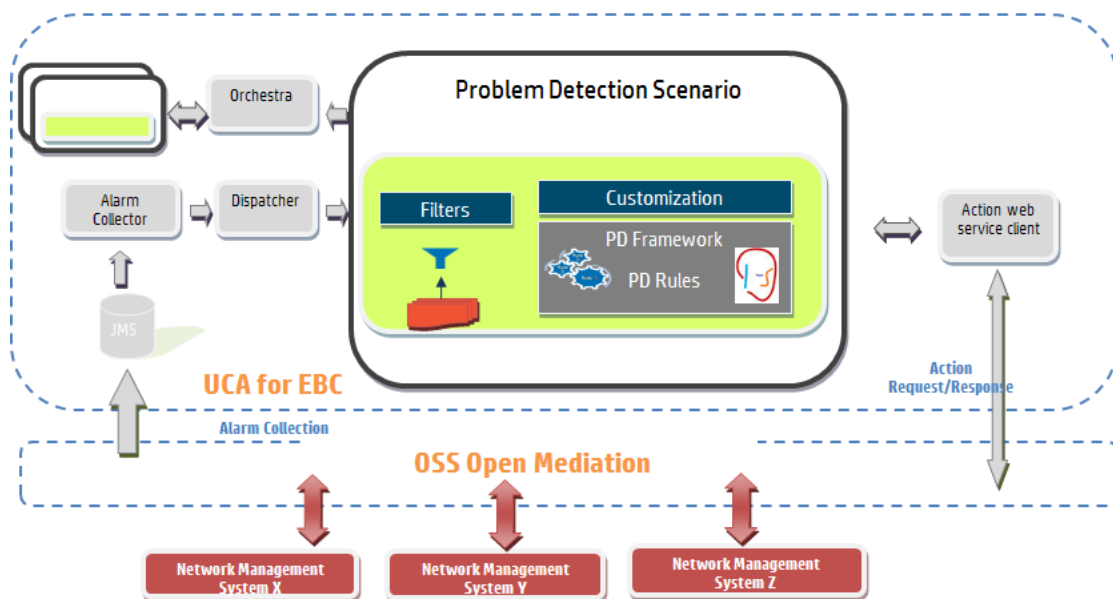 Problem Detection Scenario
Orchestra
Alarm
Collector
Dispatcher
Filters
Customization
PD Framework
PD Rules
Action web
service client
JMS
UCA for EBC
Action
Request/Response
Alarm Collection
OSS Open Mediation
Network Management
System X
Network Management
System Y
Network Management
System Z